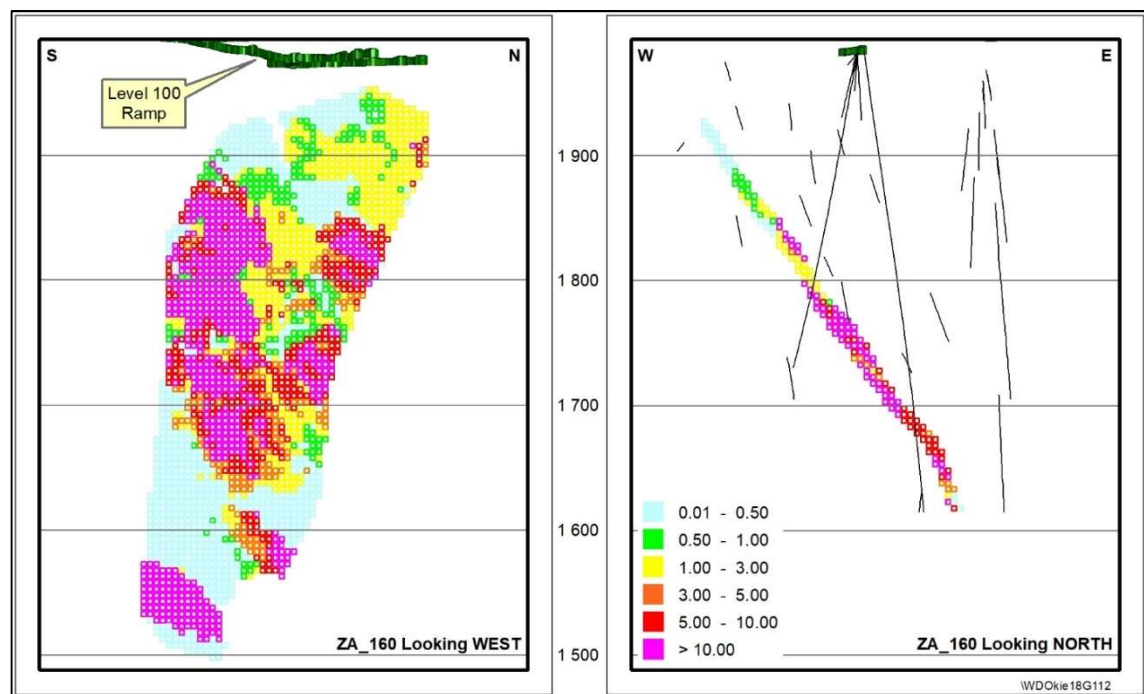 S
N
Level 100
Ramp
ZA_160 Looking WEST
1 900
1 800
1 700
1 600
1 500
W
E
0.01 - 0.50
0.50 - 1.00
1.00 - 3.00
3.00 - 5.00
5.00 - 10.00
> 10.00
ZA_160 Looking NORTH
\WDOkie18G112